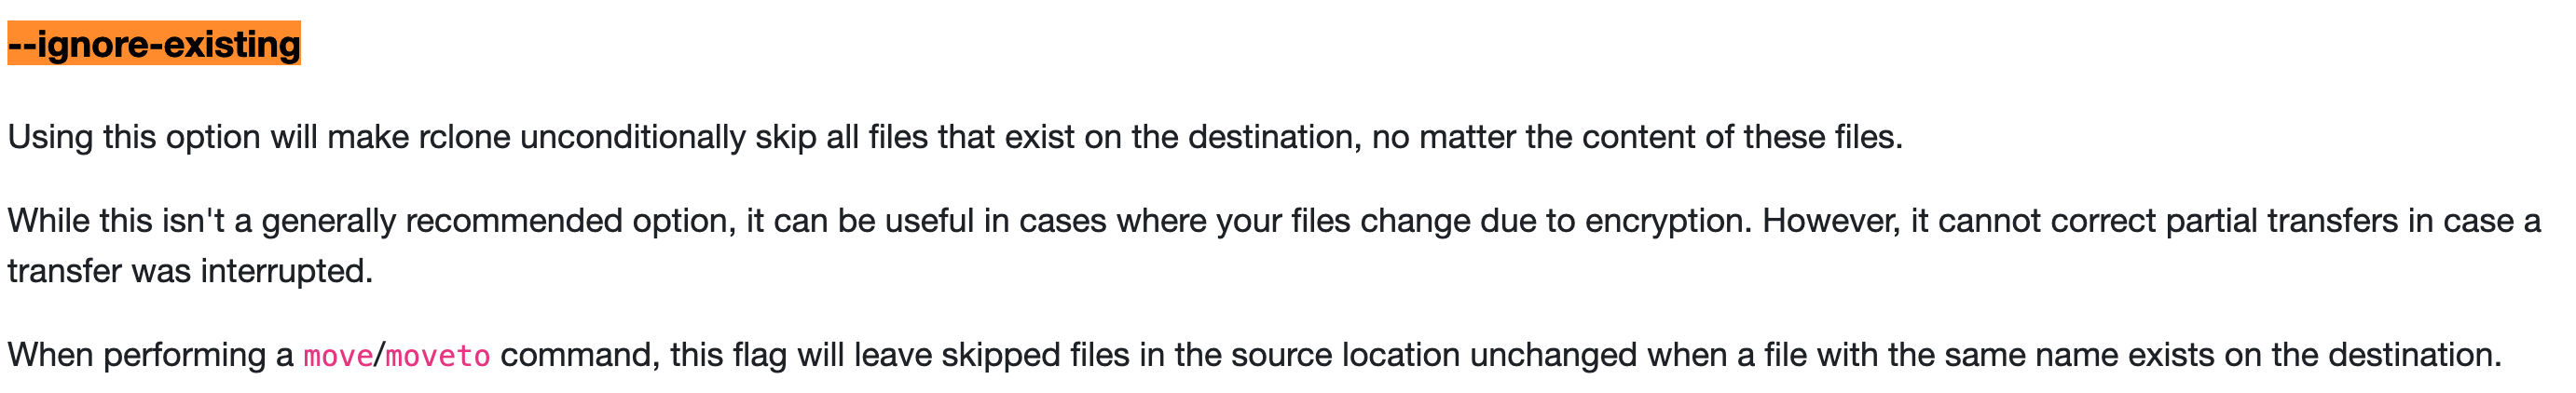 --ignore-existing
Using this option will make rclone unconditionally skip all files that exist on the destination, no matter the content of these files.
While this isn't a generally recommended option, it can be useful in cases where your files change due to encryption. However, it cannot correct partial transfers in case a
transfer was interrupted.
When performing a move/moveto command, this flag will leave skipped files in the source location unchanged when a file with the same name exists on the destination.